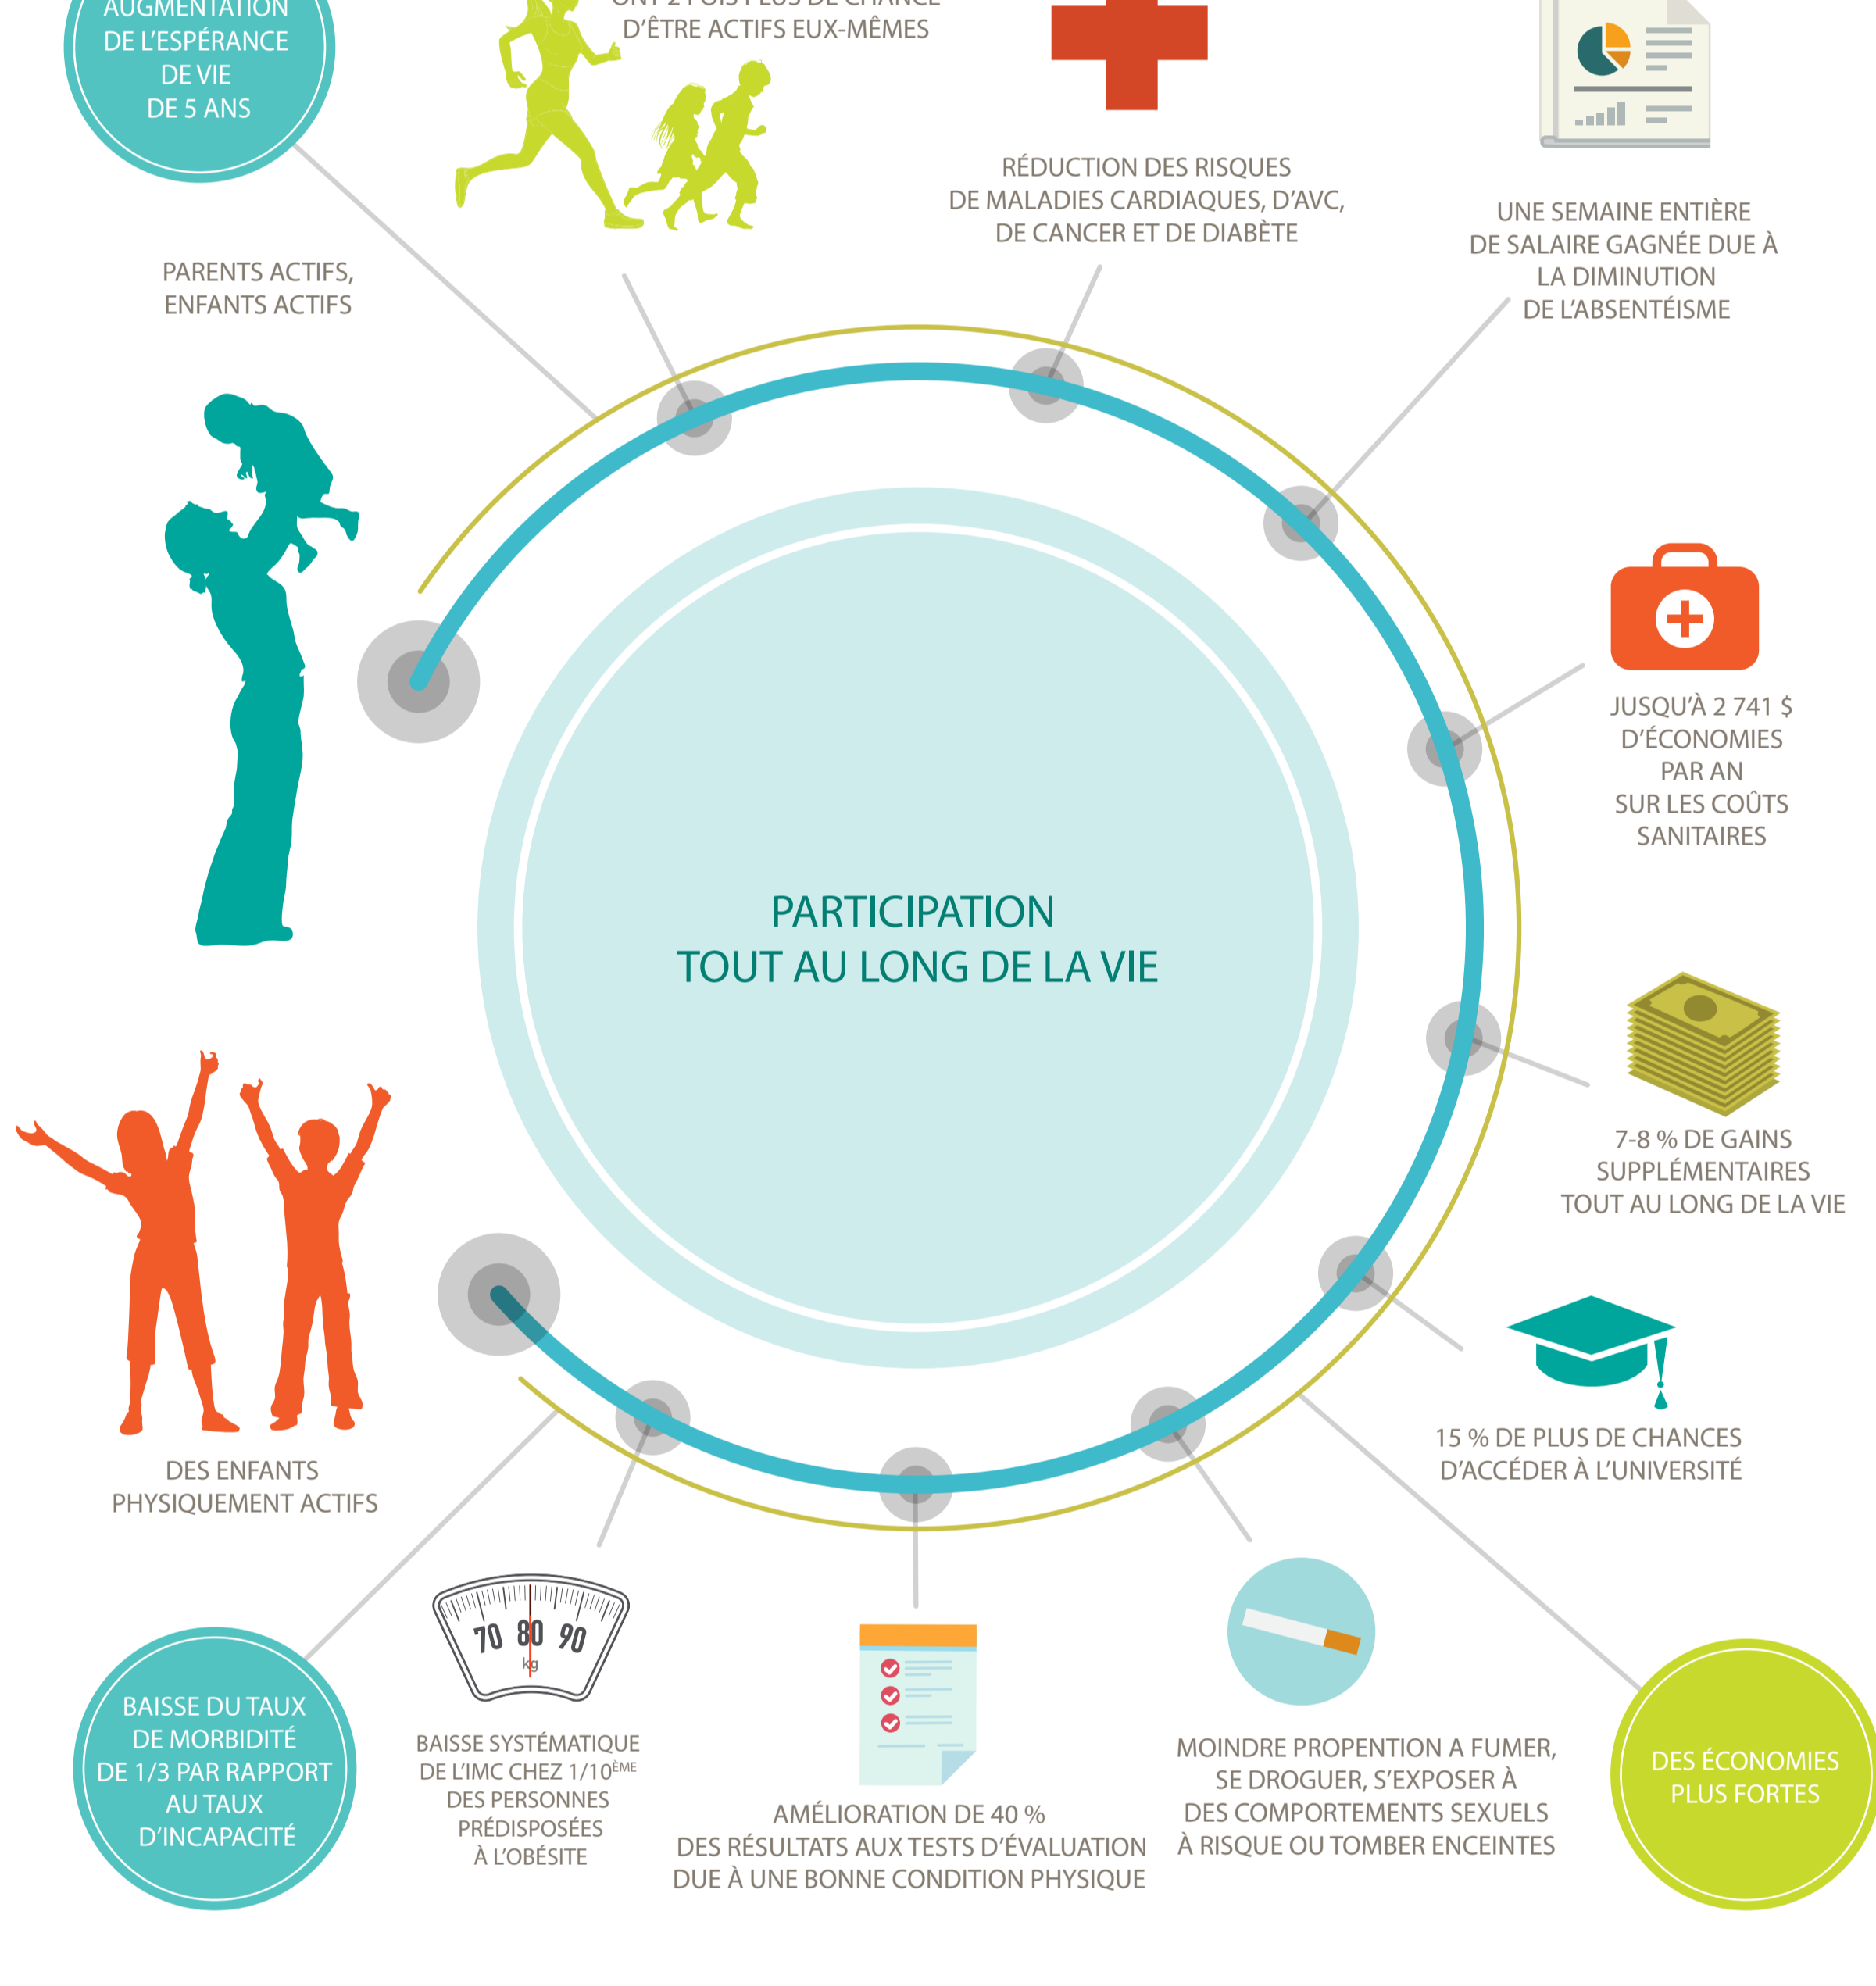 AUGMENTATION
DE L'ESPÉRANCE
DE VIE
DE 5 ANS
ONT 2 FOIS PLUS DE CHANCE
D'ÊTRE ACTIFS EUX-MÊMES
RÉDUCTION DES RISQUES
DE MALADIES CARDIAQUES, D'AVC,
DE CANCER ET DE DIABÈTE
UNE SEMAINE ENTIÈRE
DE SALAIRE GAGNÉE DUE À
LA DIMINUTION
DE L'ABSENTÉISME
PARENTS ACTIFS,
ENFANTS ACTIFS
JUSQU'À 2 741 $
D'ÉCONOMIES
PAR AN
SUR LES COÛTS
SANITAIRES
PARTICIPATION
TOUT AU LONG DE LA VIE
7-8 % DE GAINS
SUPPLÉMENTAIRES
TOUT AU LONG DE LA VIE
15 % DE PLUS DE CHANCES
D'ACCÉDER À L'UNIVERSITÉ
DES ENFANTS
PHYSIQUEMENT ACTIFS
BAISSE DU TAUX
DE MORBIDITÉ
DE 1/3 PAR RAPPORT
AU TAUX
D'INCAPACITÉ
70 80 90
kg
BAISSE SYSTÉMATIQUE
DE L'IMC CHEZ 1/10ÈME
DES PERSONNES
PRÉDISPOSÉES
À L'OBÉSITE
AMÉLIORATION DE 40 %
DES RÉSULTATS AUX TESTS D'ÉVALUATION
DUE À UNE BONNE CONDITION PHYSIQUE
MOINDRE PROPENTION A FUMER,
SE DROGUER, S'EXPOSER À
DES COMPORTEMENTS SEXUELS
À RISQUE OU TOMBER ENCEINTES
DES ÉCONOMIES
PLUS FORTES